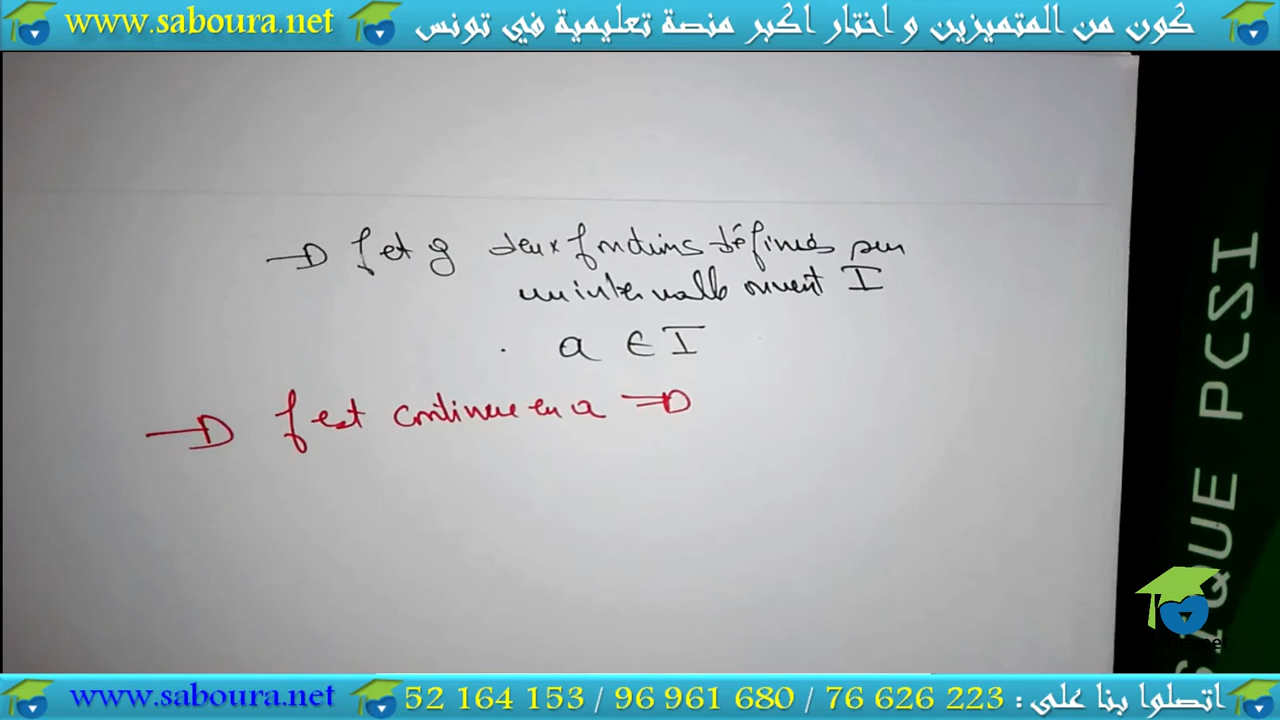 www.saboura.net كون من المتميزين و اختار اكبر منصة تعليمية في تونس
→ f et g deux fonctions définies sur
un intervalle ouvert I
a ∈ I
→ f est continue en a ⇒
SIQUE PCSI
www.saboura.net 52 164 153 / 96 961 680 / 76 626 223 : اتصلوا بنا على